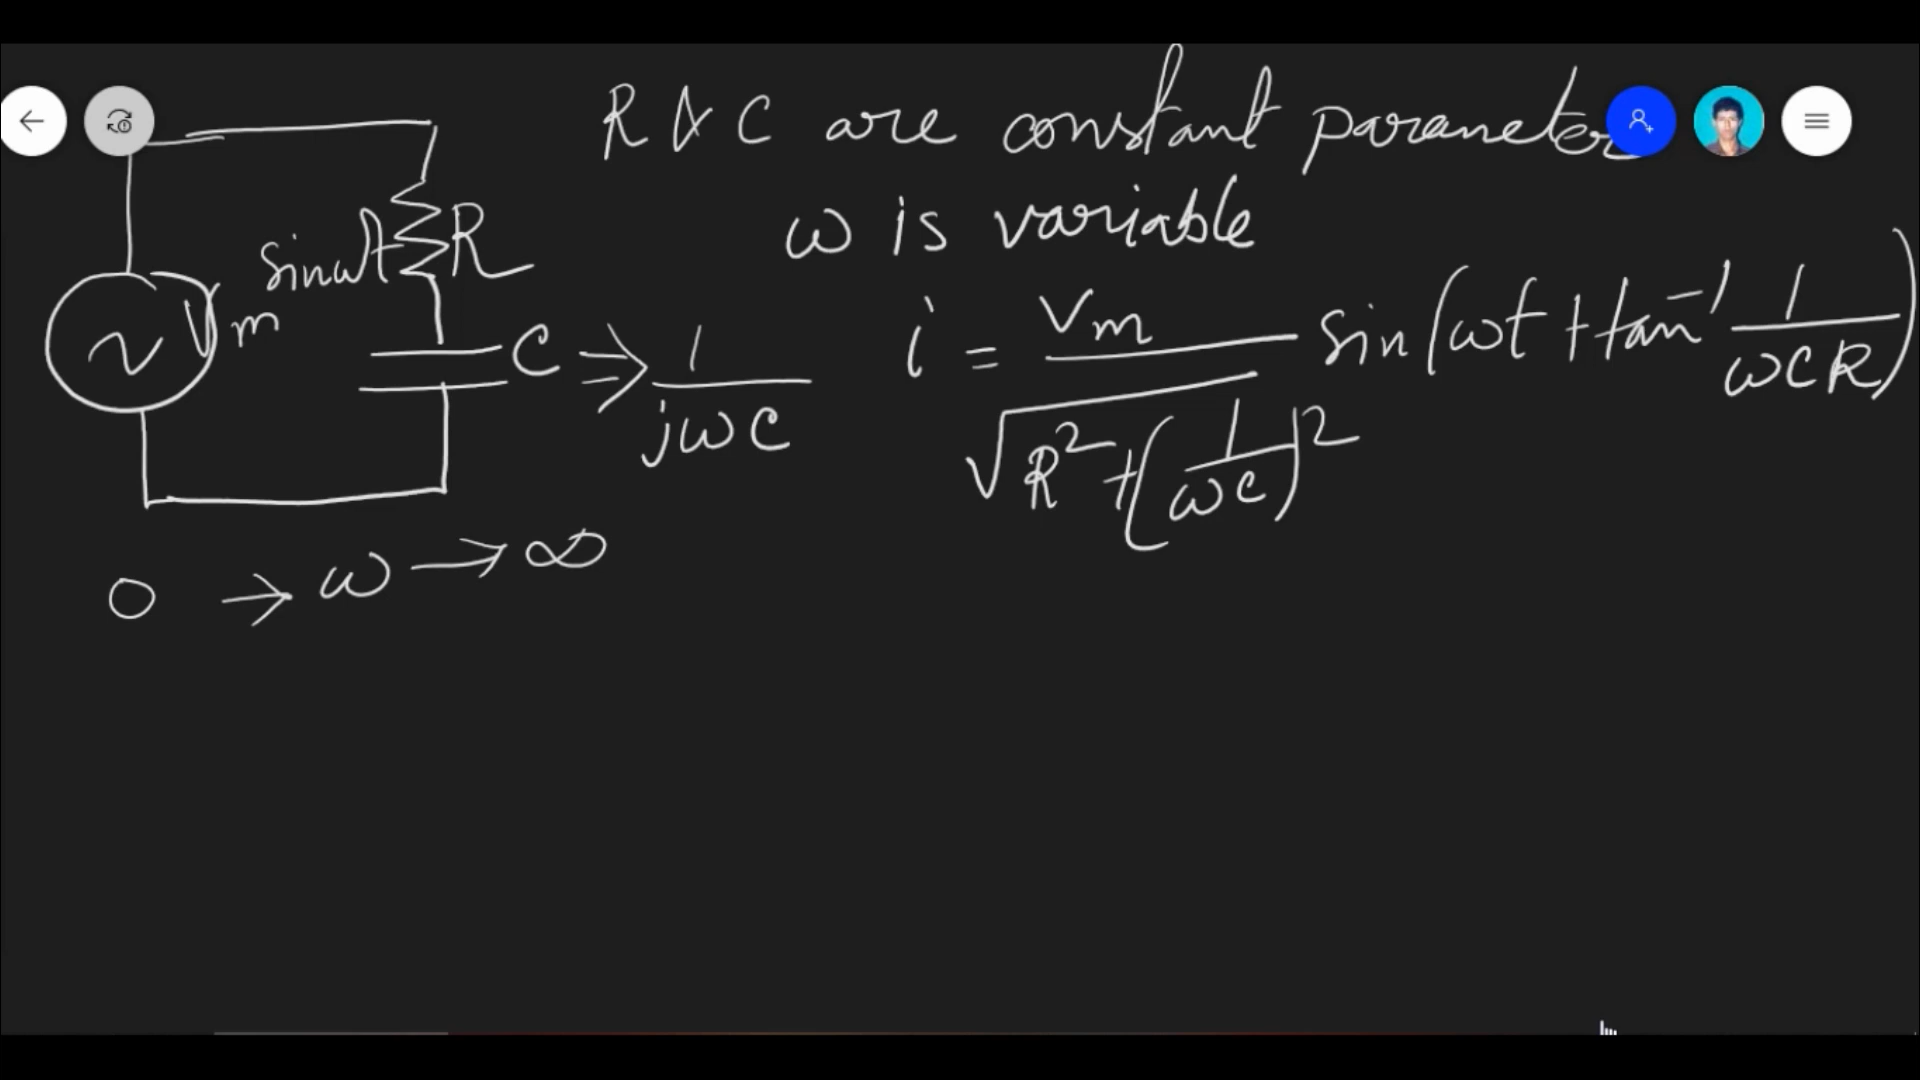 R & C are constant parameter
ω is variable
Vm sinωt
R
C ⇒ 1/(jωC)
i = Vm/√(R²+(1/ωC)²) sin(ωt + tan⁻¹ 1/(ωCR))
0 → ω → ∞